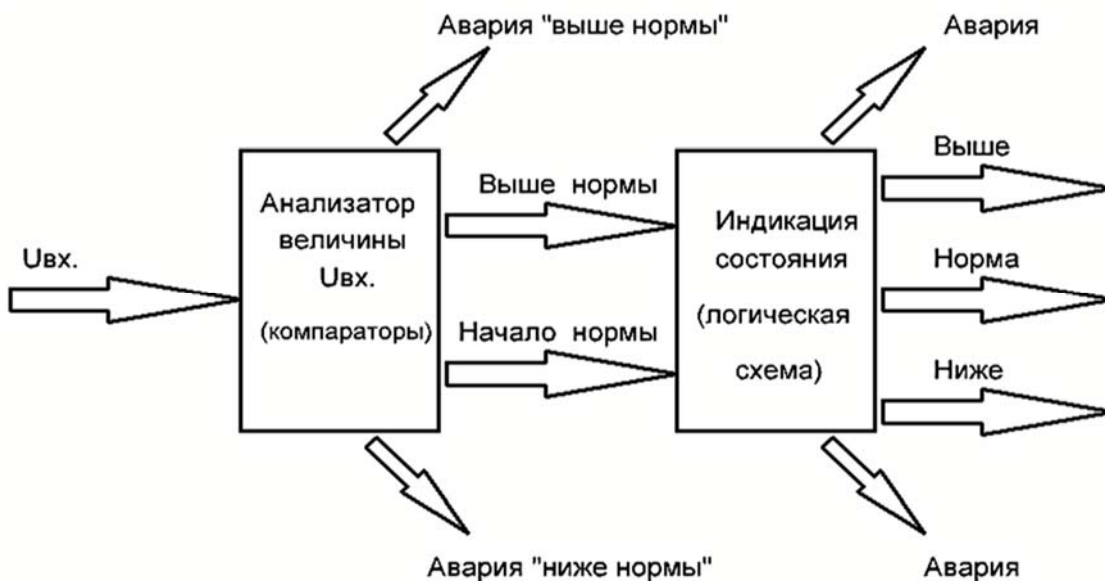 Авария "выше нормы"
Авария
Uвх.
Анализатор
величины
Uвх.
(компараторы)
Выше нормы
Начало нормы
Индикация
состояния
(логическая
схема)
Выше
Норма
Ниже
Авария "ниже нормы"
Авария